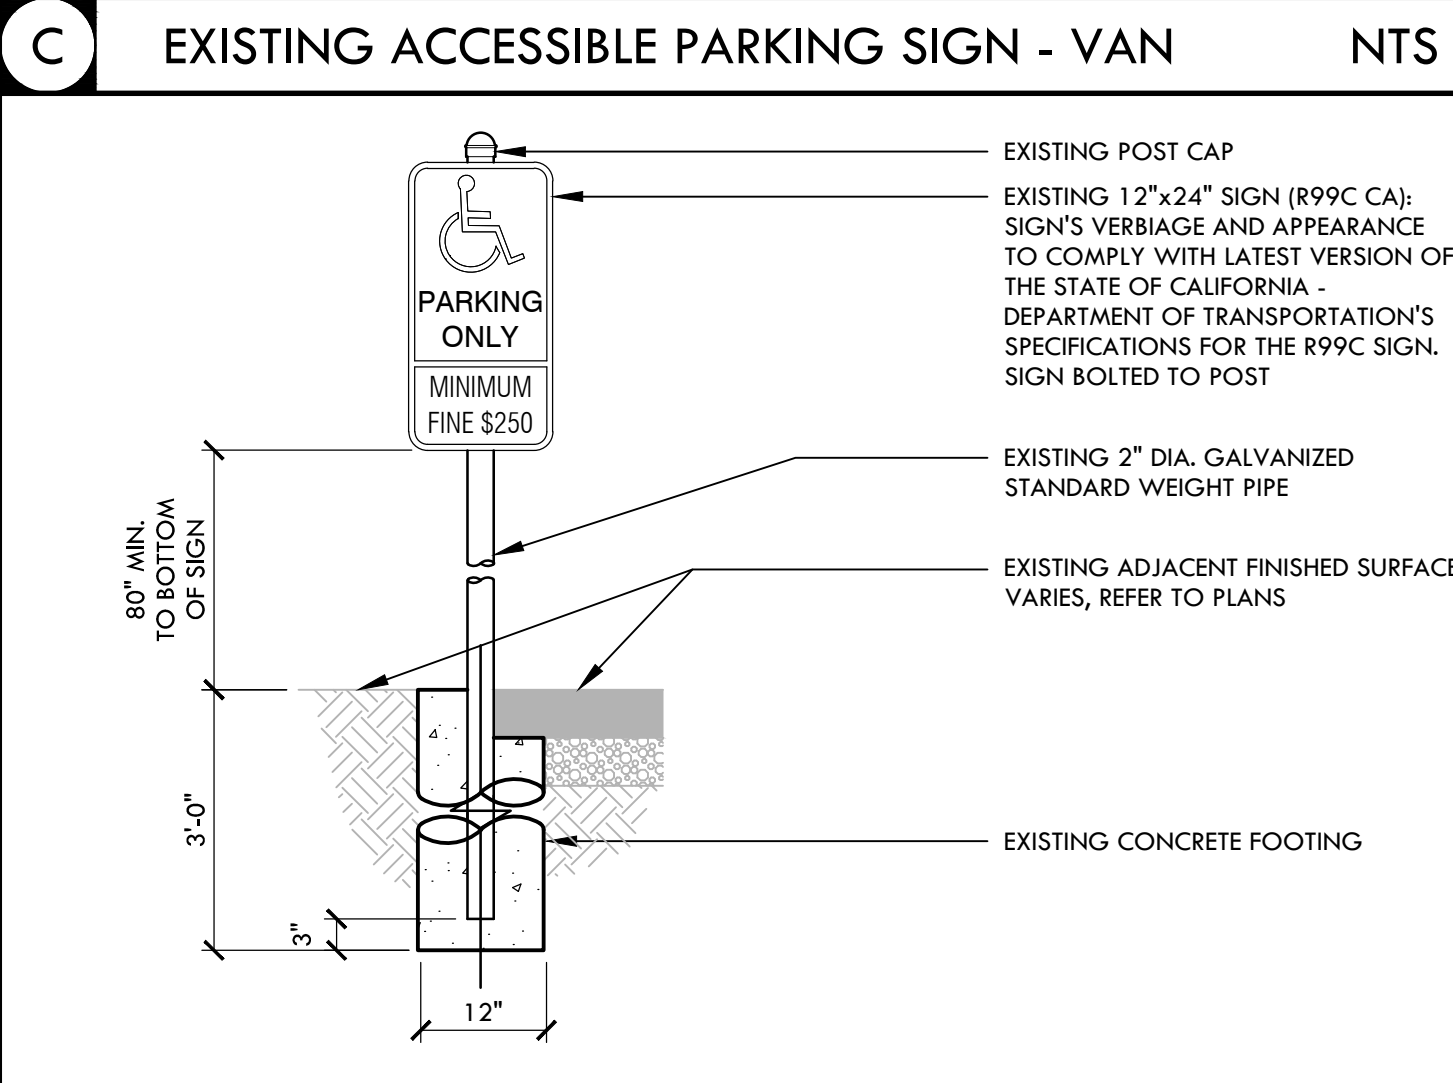 C
EXISTING ACCESSIBLE PARKING SIGN - VAN NTS
EXISTING POST CAP
EXISTING 12"x24" SIGN (R99C CA):
SIGN'S VERBIAGE AND APPEARANCE
TO COMPLY WITH LATEST VERSION OF
THE STATE OF CALIFORNIA -
DEPARTMENT OF TRANSPORTATION'S
SPECIFICATIONS FOR THE R99C SIGN.
SIGN BOLTED TO POST
PARKING
ONLY
MINIMUM
FINE $250
EXISTING 2" DIA. GALVANIZED
STANDARD WEIGHT PIPE
80" MIN.
TO BOTTOM
OF SIGN
EXISTING ADJACENT FINISHED SURFACE
VARIES, REFER TO PLANS
3'-0"
EXISTING CONCRETE FOOTING
3"
12"